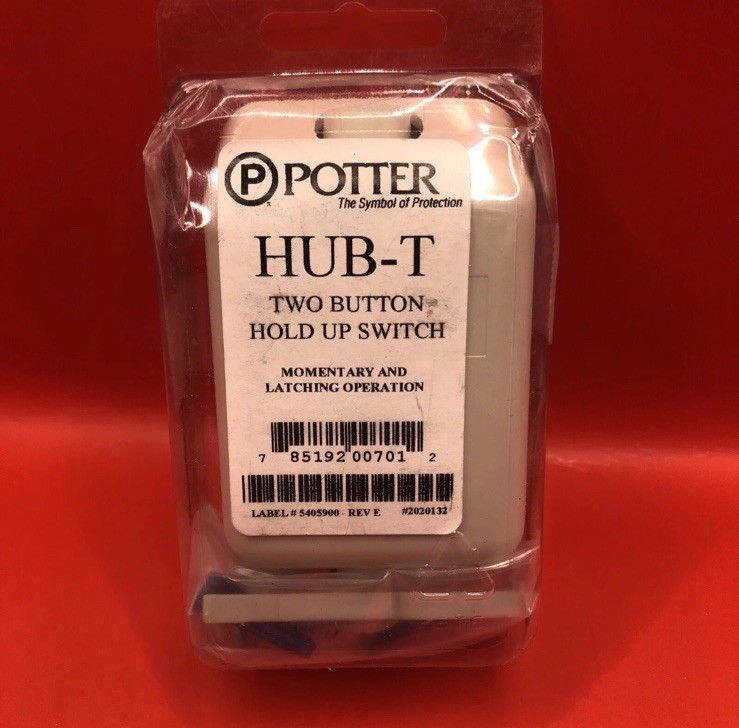 P POTTER
The Symbol of Protection
HUB-T
TWO BUTTON
HOLD UP SWITCH
MOMENTARY AND
LATCHING OPERATION
7 85192 00701 2
LABEL # 5405900 - REV E #2020132